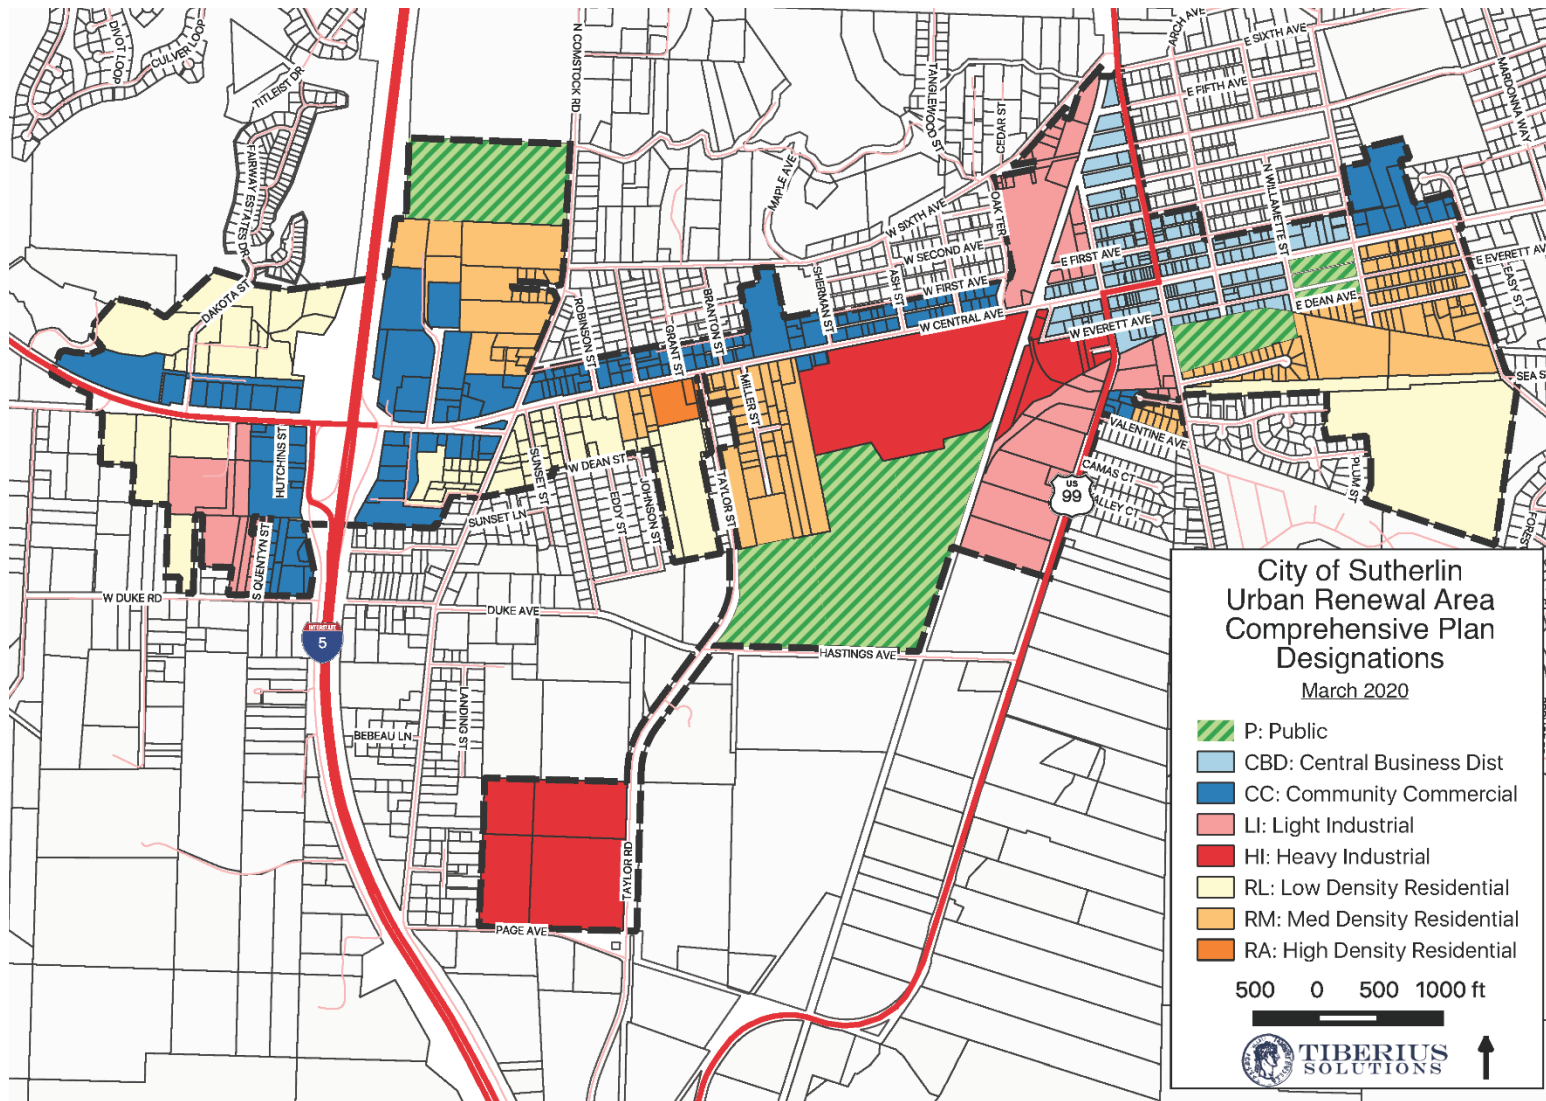 DIVOT LOOP
CULVER LOOP
TITLEIST DR
FAIRWAY ESTATES DR
DAKOTA ST
N COMSTOCK RD
TANGLEWOOD ST
CEDAR ST
ARCH AVE
E SIXTH AVE
E FIFTH AVE
MARDONNA WAY
MAPLE AVE
OAK TER
W SIXTH AVE
W SECOND AVE
W FIRST AVE
W CENTRAL AVE
ASH ST
SHERMAN ST
E FIRST AVE
N WILLAMETTE ST
E EVERETT AV
EASY ST
E DEAN AVE
W EVERETT AVE
SEA S
ROBINSON ST
BRANTON ST
GRANT ST
MILLER ST
HUTCHINS ST
SUNSET ST
W DEAN ST
EDDY ST
JOHNSON ST
TAYLOR ST
SUNSET LN
S QUENTYN ST
W DUKE RD
DUKE AVE
HASTINGS AVE
VALENTINE AVE
CAMAS CT
ALLEY CT
PLUM ST
FOREST
US
99
INTERSTATE
5
LANDING ST
BEBEAU LN
TAYLOR RD
PAGE AVE
City of Sutherlin
Urban Renewal Area
Comprehensive Plan
Designations
March 2020
P: Public
CBD: Central Business Dist
CC: Community Commercial
LI: Light Industrial
HI: Heavy Industrial
RL: Low Density Residential
RM: Med Density Residential
RA: High Density Residential
500 0 500 1000 ft
TIBERIUS
SOLUTIONS